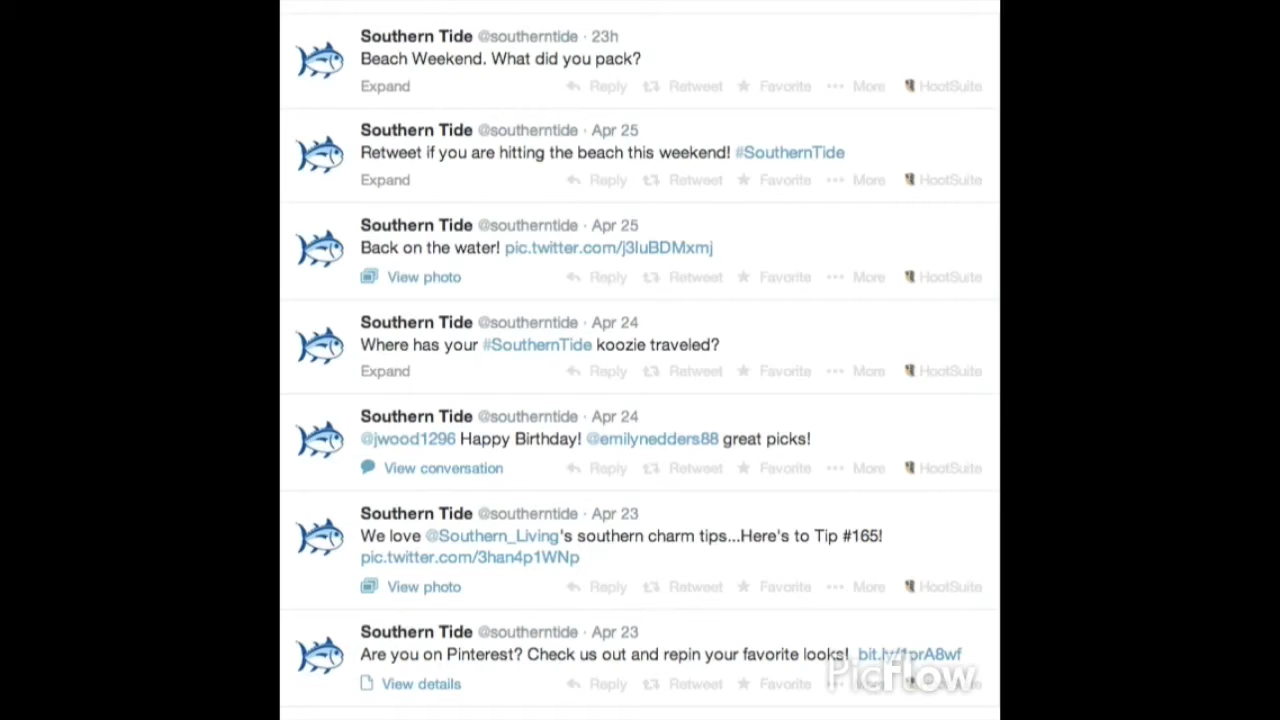 Southern Tide @southerntide · 23h
Beach Weekend. What did you pack?
Expand Reply Retweet Favorite More HootSuite
Southern Tide @southerntide · Apr 25
Retweet if you are hitting the beach this weekend! #SouthernTide
Expand Reply Retweet Favorite More HootSuite
Southern Tide @southerntide · Apr 25
Back on the water! pic.twitter.com/j3luBDMxmj
View photo Reply Retweet Favorite More HootSuite
Southern Tide @southerntide · Apr 24
Where has your #SouthernTide koozie traveled?
Expand Reply Retweet Favorite More HootSuite
Southern Tide @southerntide · Apr 24
@jwood1296 Happy Birthday! @emilynedders88 great picks!
View conversation Reply Retweet Favorite More HootSuite
Southern Tide @southerntide · Apr 23
We love @Southern_Living's southern charm tips...Here's to Tip #165!
pic.twitter.com/3han4p1WNp
View photo Reply Retweet Favorite More HootSuite
Southern Tide @southerntide · Apr 23
Are you on Pinterest? Check us out and repin your favorite looks! bit.ly/1prA8wf
View details Reply Retweet Favorite
PicFlow